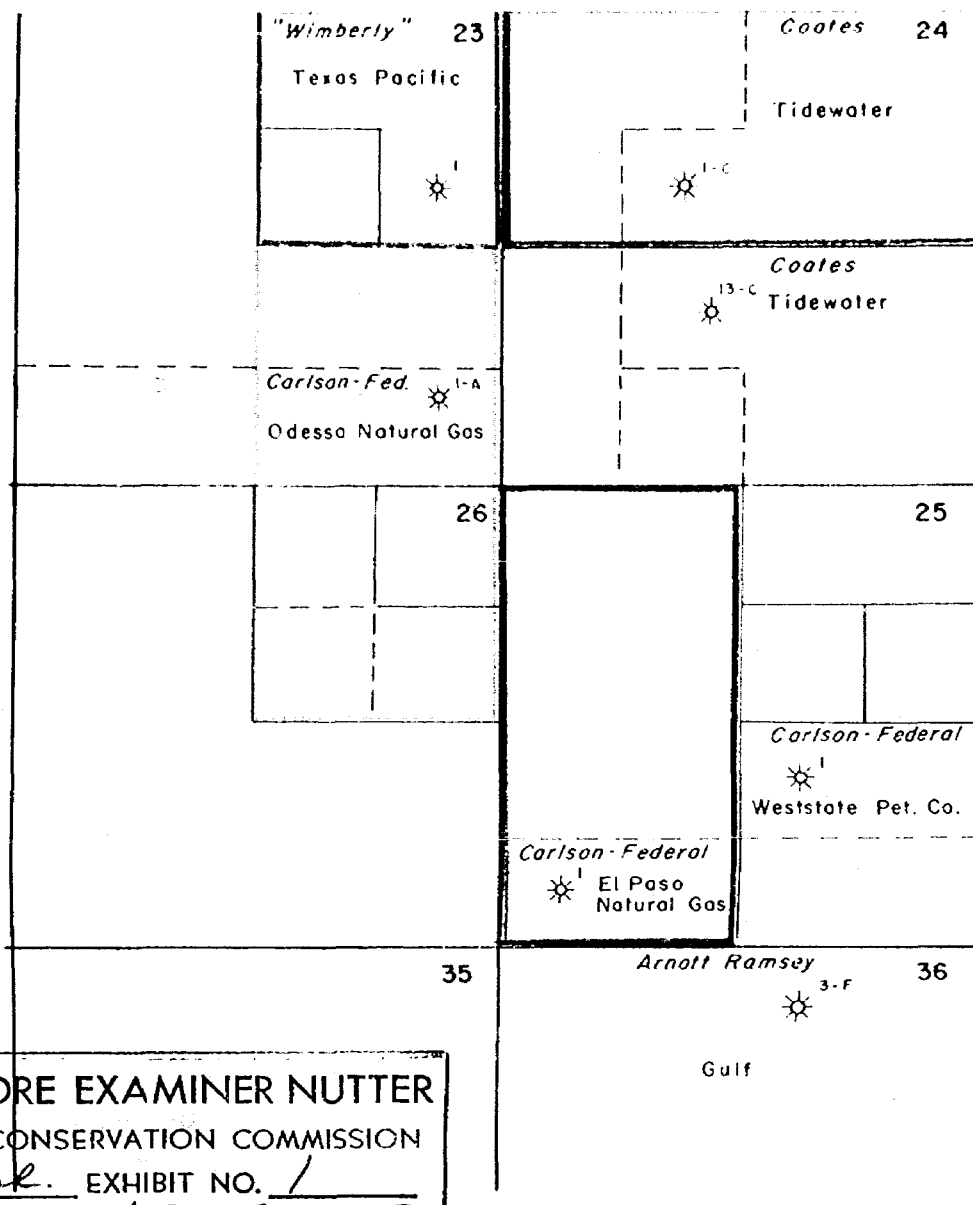 "Wimberly" 23
Texas Pacific
1
Coates 24
Tidewater
1-C
Coates
13-C Tidewater
Carlson-Fed.
1-A
Odessa Natural Gas
26
25
Carlson-Federal
1
Weststate Pet. Co.
Carlson-Federal
1 El Paso
Natural Gas
35
Arnott Ramsey 36
3-F
Gulf
ORE EXAMINER NUTTER
CONSERVATION COMMISSION
EXHIBIT NO. 1